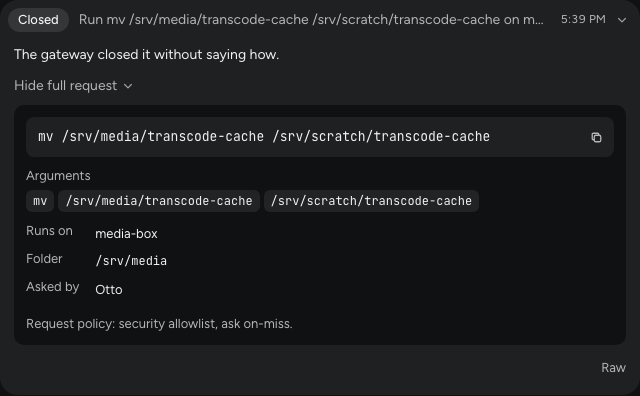 Closed Run mv /srv/media/transcode-cache /srv/scratch/transcode-cache on m... 5:39 PM
The gateway closed it without saying how.
Hide full request
mv /srv/media/transcode-cache /srv/scratch/transcode-cache
Arguments
mv /srv/media/transcode-cache /srv/scratch/transcode-cache
Runs on media-box
Folder /srv/media
Asked by Otto
Request policy: security allowlist, ask on-miss.
Raw